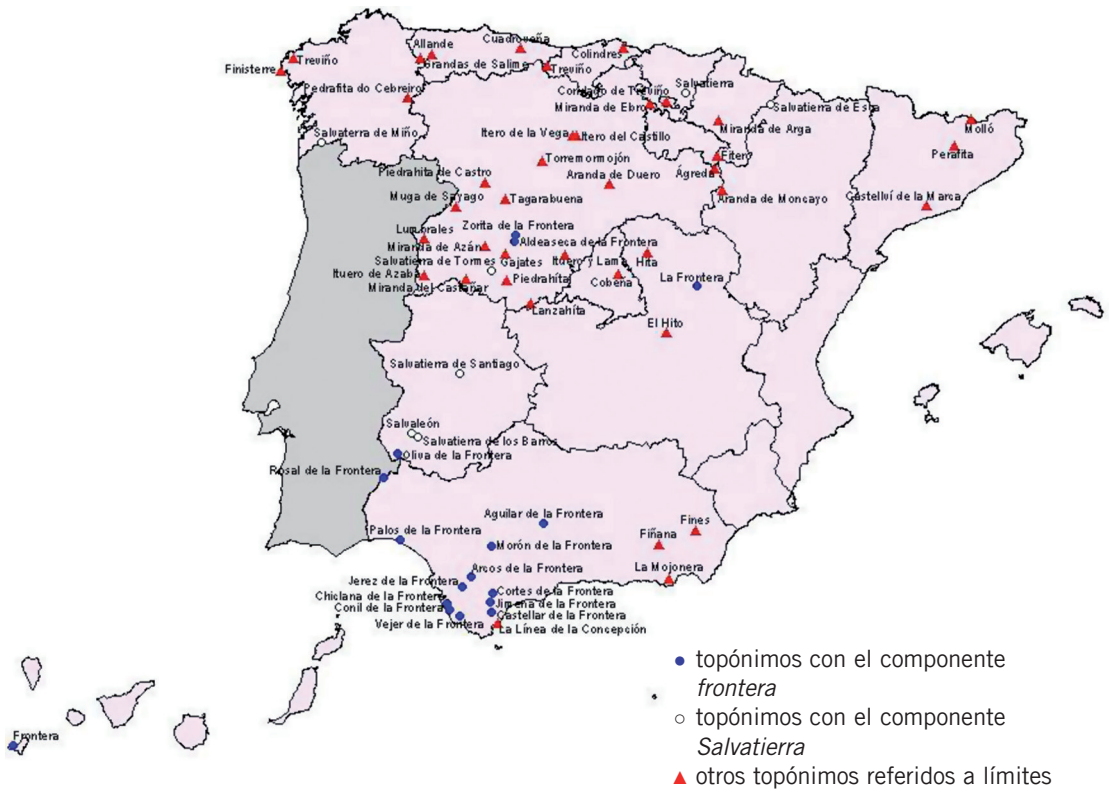 Allande
Cuadroveña
Colindres
Treviño
Grandas de Salime
Treviño
Finisterre
Salvatierra
Condado de Treviño
Pedrafita do Cebreiro
Miranda de Ebro
Salvatierra de Esca
Salvaterra de Miño
Itero de la Vega
Itero del Castillo
Miranda de Arga
Molló
Perafita
Torremormojón
Fitero
Piedrahita de Castro
Aranda de Duero
Ágreda
Muga de Sayago
Tagarabuena
Aranda de Moncayo
Castellví de la Marca
Lumbrales
Zorita de la Frontera
Miranda de Azán
Aldeaseca de la Frontera
Salvatierra de Tormes
Gajates
Ituero y Lama
Hita
Ituero de Azaba
Piedrahíta
Cobeña
La Frontera
Miranda del Castañar
Lanzahíta
El Hito
Salvatierra de Santiago
Salvaleón
Salvatierra de los Barros
Oliva de la Frontera
Rosal de la Frontera
Aguilar de la Frontera
Fines
Palos de la Frontera
Morón de la Frontera
Fiñana
Arcos de la Frontera
La Mojonera
Jerez de la Frontera
Cortes de la Frontera
Chiclana de la Frontera
Jimena de la Frontera
Conil de la Frontera
Castellar de la Frontera
Vejer de la Frontera
La Línea de la Concepción
Frontera
topónimos con el componente
frontera
topónimos con el componente
Salvatierra
otros topónimos referidos a límites